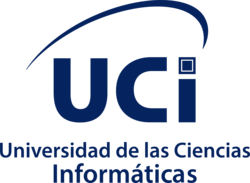 UCi
Universidad de las Ciencias
Informáticas